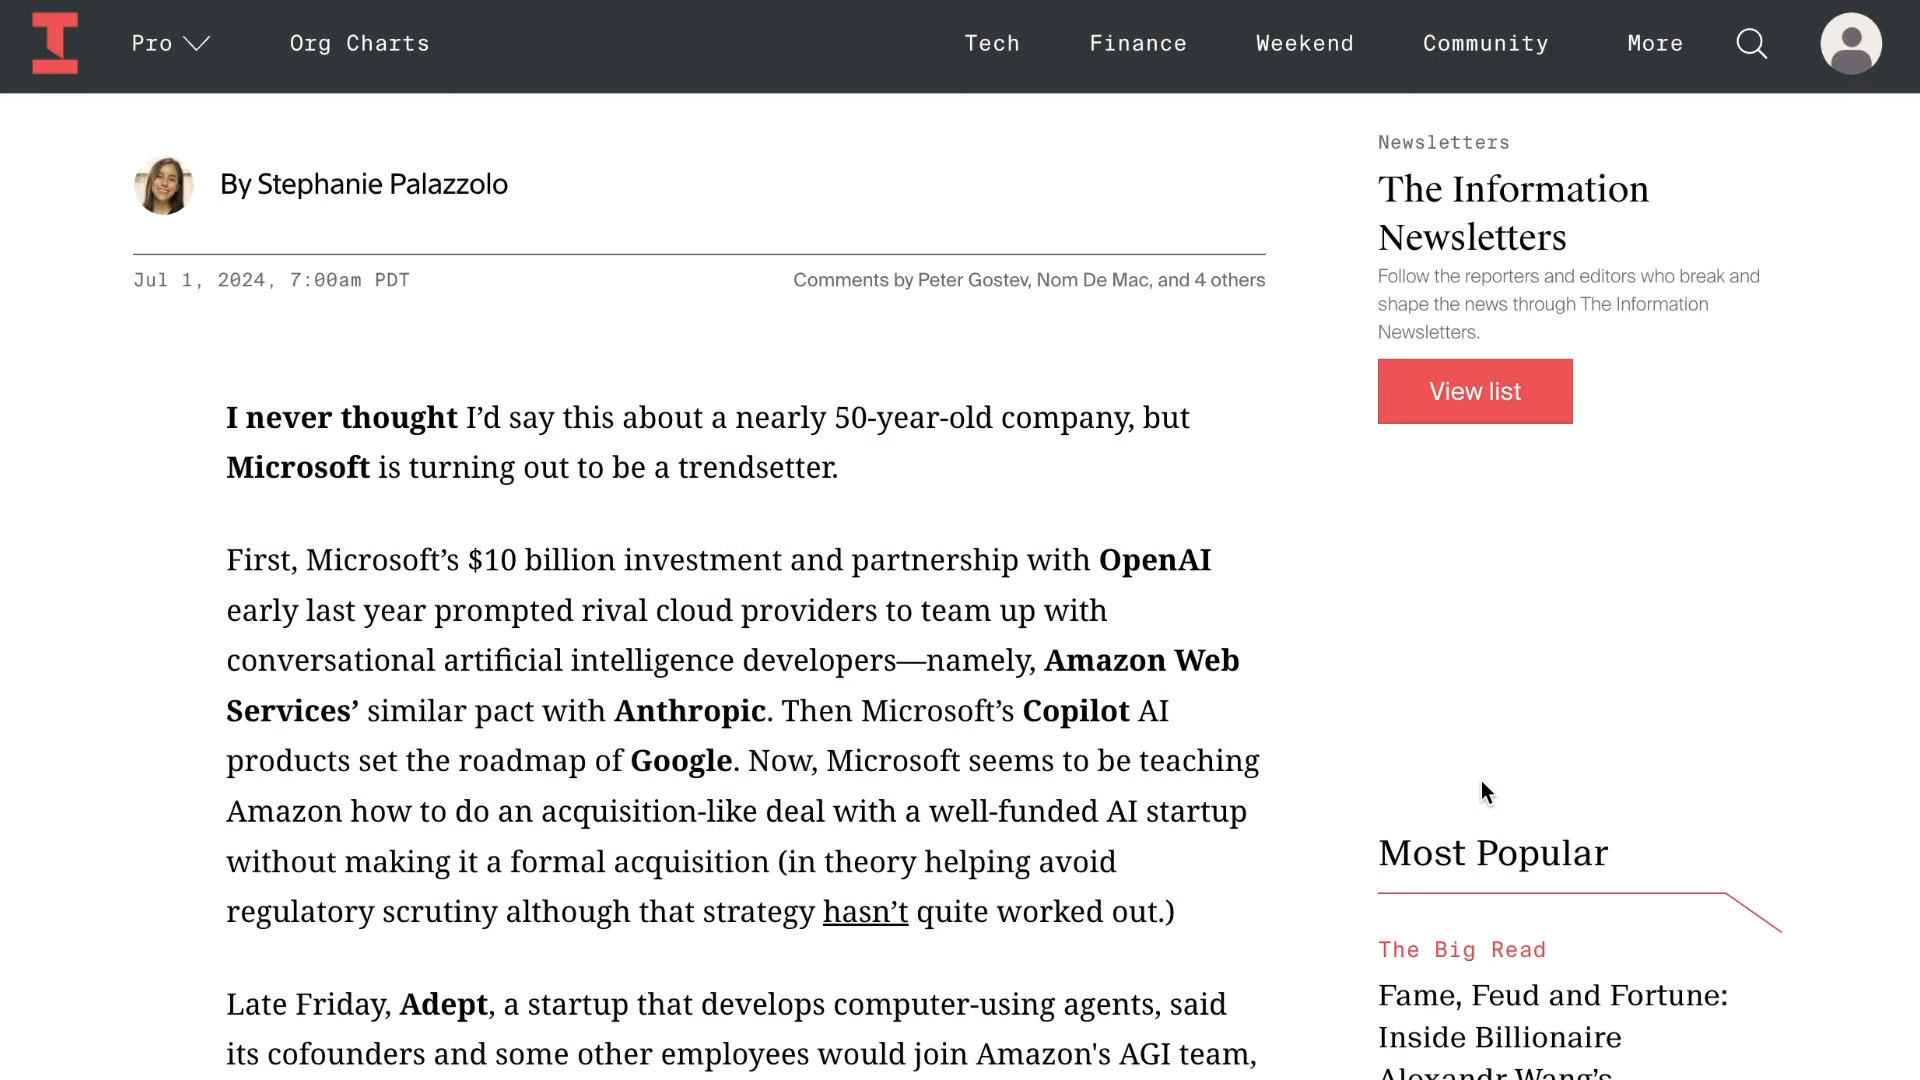 Pro
Org Charts
Tech
Finance
Weekend
Community
More
By Stephanie Palazzolo
Jul 1, 2024, 7:00am PDT
Comments by Peter Gostev, Nom De Mac, and 4 others
I never thought I’d say this about a nearly 50-year-old company, but
Microsoft is turning out to be a trendsetter.
First, Microsoft’s $10 billion investment and partnership with OpenAI
early last year prompted rival cloud providers to team up with
conversational artificial intelligence developers—namely, Amazon Web
Services’ similar pact with Anthropic. Then Microsoft’s Copilot AI
products set the roadmap of Google. Now, Microsoft seems to be teaching
Amazon how to do an acquisition-like deal with a well-funded AI startup
without making it a formal acquisition (in theory helping avoid
regulatory scrutiny although that strategy hasn’t quite worked out.)
Late Friday, Adept, a startup that develops computer-using agents, said
its cofounders and some other employees would join Amazon's AGI team,
Newsletters
The Information
Newsletters
Follow the reporters and editors who break and
shape the news through The Information
Newsletters.
View list
Most Popular
The Big Read
Fame, Feud and Fortune:
Inside Billionaire
Alexandr Wang’s